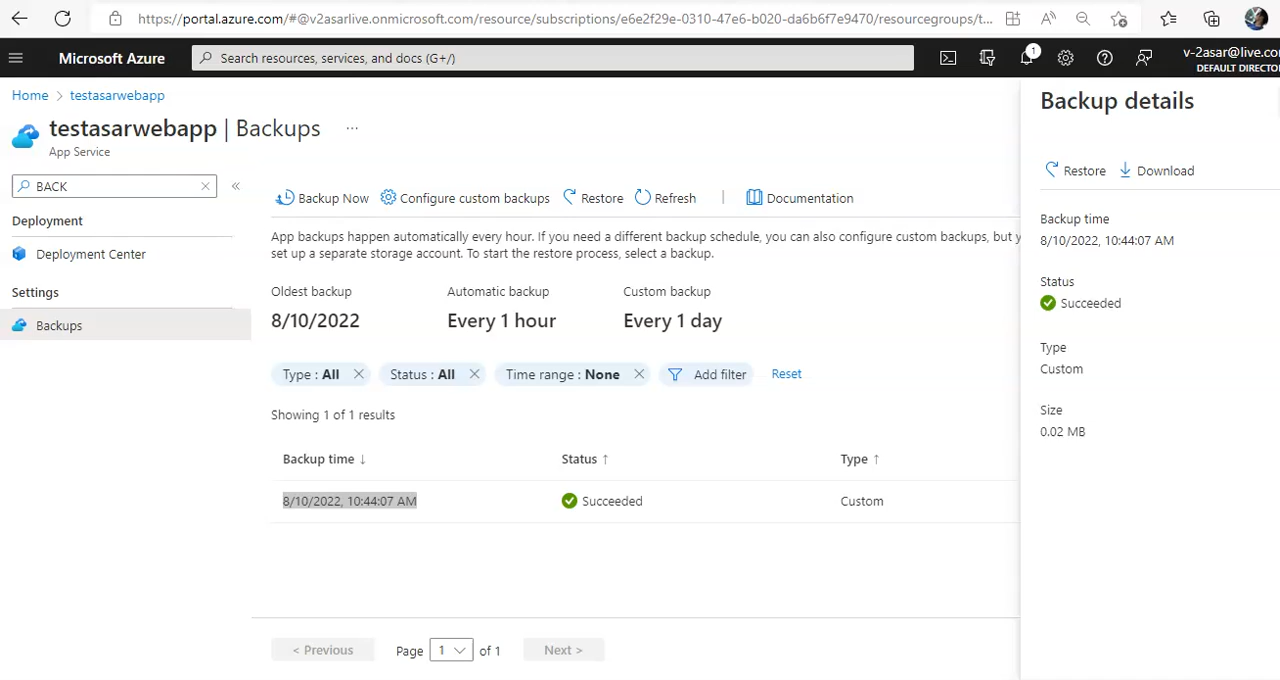 https://portal.azure.com/#@v2asarlive.onmicrosoft.com/resource/subscriptions/e6e2f29e-0310-47e6-b020-da6b6f7e9470/resourcegroups/t...
Microsoft Azure
Search resources, services, and docs (G+/)
1
v-2asar@live.co
DEFAULT DIRECTO
Home > testasarwebapp
testasarwebapp | Backups ...
App Service
BACK
Deployment
Deployment Center
Settings
Backups
Backup Now
Configure custom backups
Restore
Refresh
Documentation
App backups happen automatically every hour. If you need a different backup schedule, you can also configure custom backups, but y
set up a separate storage account. To start the restore process, select a backup.
Oldest backup
8/10/2022
Automatic backup
Every 1 hour
Custom backup
Every 1 day
Type : All
Status : All
Time range : None
Add filter
Reset
Showing 1 of 1 results
Backup time ↓ Status ↑ Type ↑
8/10/2022, 10:44:07 AM Succeeded Custom
< Previous Page 1 of 1 Next >
Backup details
Restore Download
Backup time
8/10/2022, 10:44:07 AM
Status
Succeeded
Type
Custom
Size
0.02 MB